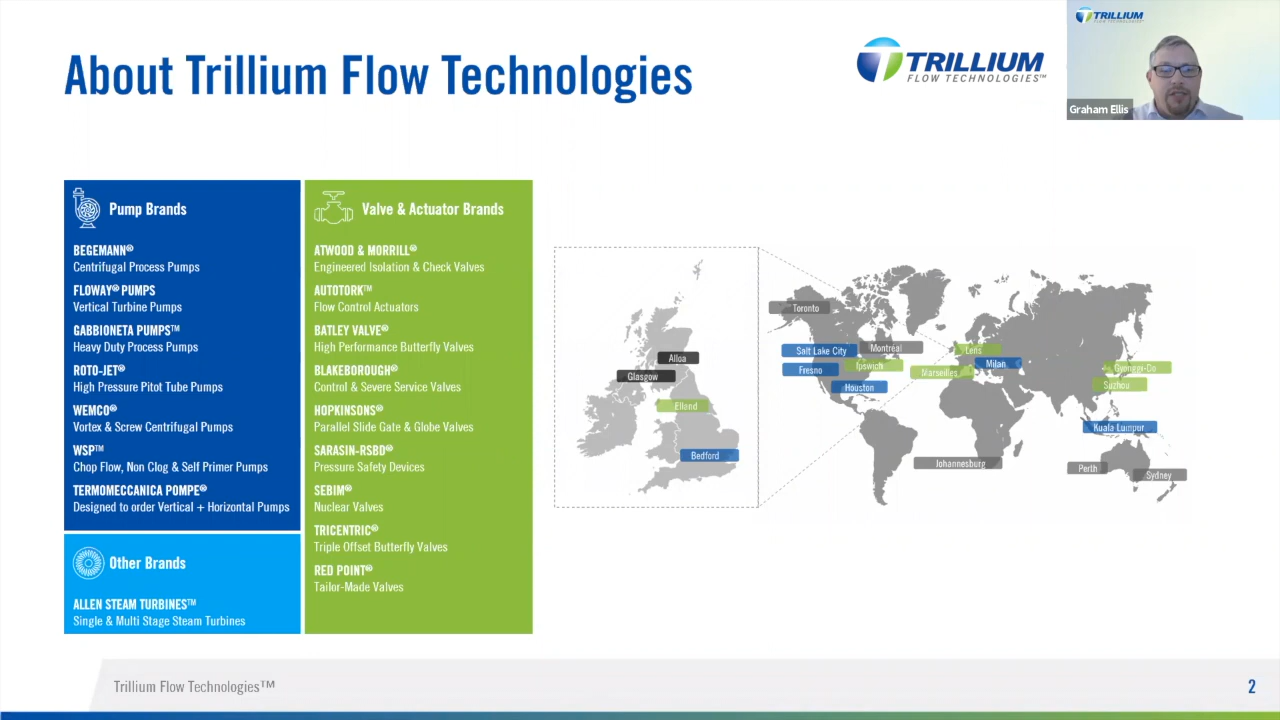 About Trillium Flow Technologies
TRILLIUM
FLOW TECHNOLOGIES™
TRILLIUM
FLOW TECHNOLOGIES
Graham Ellis
Pump Brands
BEGEMANN®
Centrifugal Process Pumps
FLOWAY® PUMPS
Vertical Turbine Pumps
GABBIONETA PUMPS™
Heavy Duty Process Pumps
ROTO-JET®
High Pressure Pitot Tube Pumps
WEMCO®
Vortex & Screw Centrifugal Pumps
WSP™
Chop Flow, Non Clog & Self Primer Pumps
TERMOMECCANICA POMPE®
Designed to order Vertical + Horizontal Pumps
Other Brands
ALLEN STEAM TURBINES™
Single & Multi Stage Steam Turbines
Valve & Actuator Brands
ATWOOD & MORRILL®
Engineered Isolation & Check Valves
AUTOTORK™
Flow Control Actuators
BATLEY VALVE®
High Performance Butterfly Valves
BLAKEBOROUGH®
Control & Severe Service Valves
HOPKINSONS®
Parallel Slide Gate & Globe Valves
SARASIN-RSBD®
Pressure Safety Devices
SEBIM®
Nuclear Valves
TRICENTRIC®
Triple Offset Butterfly Valves
RED POINT®
Tailor-Made Valves
Alloa
Glasgow
Elland
Bedford
Toronto
Salt Lake City
Montréal
Fresno
Ipswich
Houston
Lens
Marseilles
Milan
Gyeonggi-Do
Suzhou
Kuala Lumpur
Johannesburg
Perth
Sydney
Trillium Flow Technologies™
2